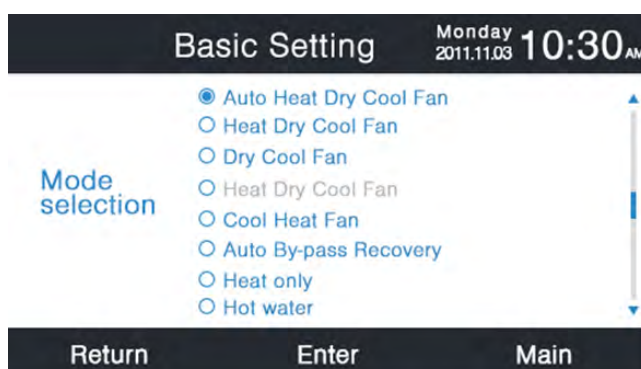 Basic Setting
Monday
2011.11.03 10:30 AM
Auto Heat Dry Cool Fan
Heat Dry Cool Fan
Dry Cool Fan
Mode
selection
Heat Dry Cool Fan
Cool Heat Fan
Auto By-pass Recovery
Heat only
Hot water
Return Enter Main